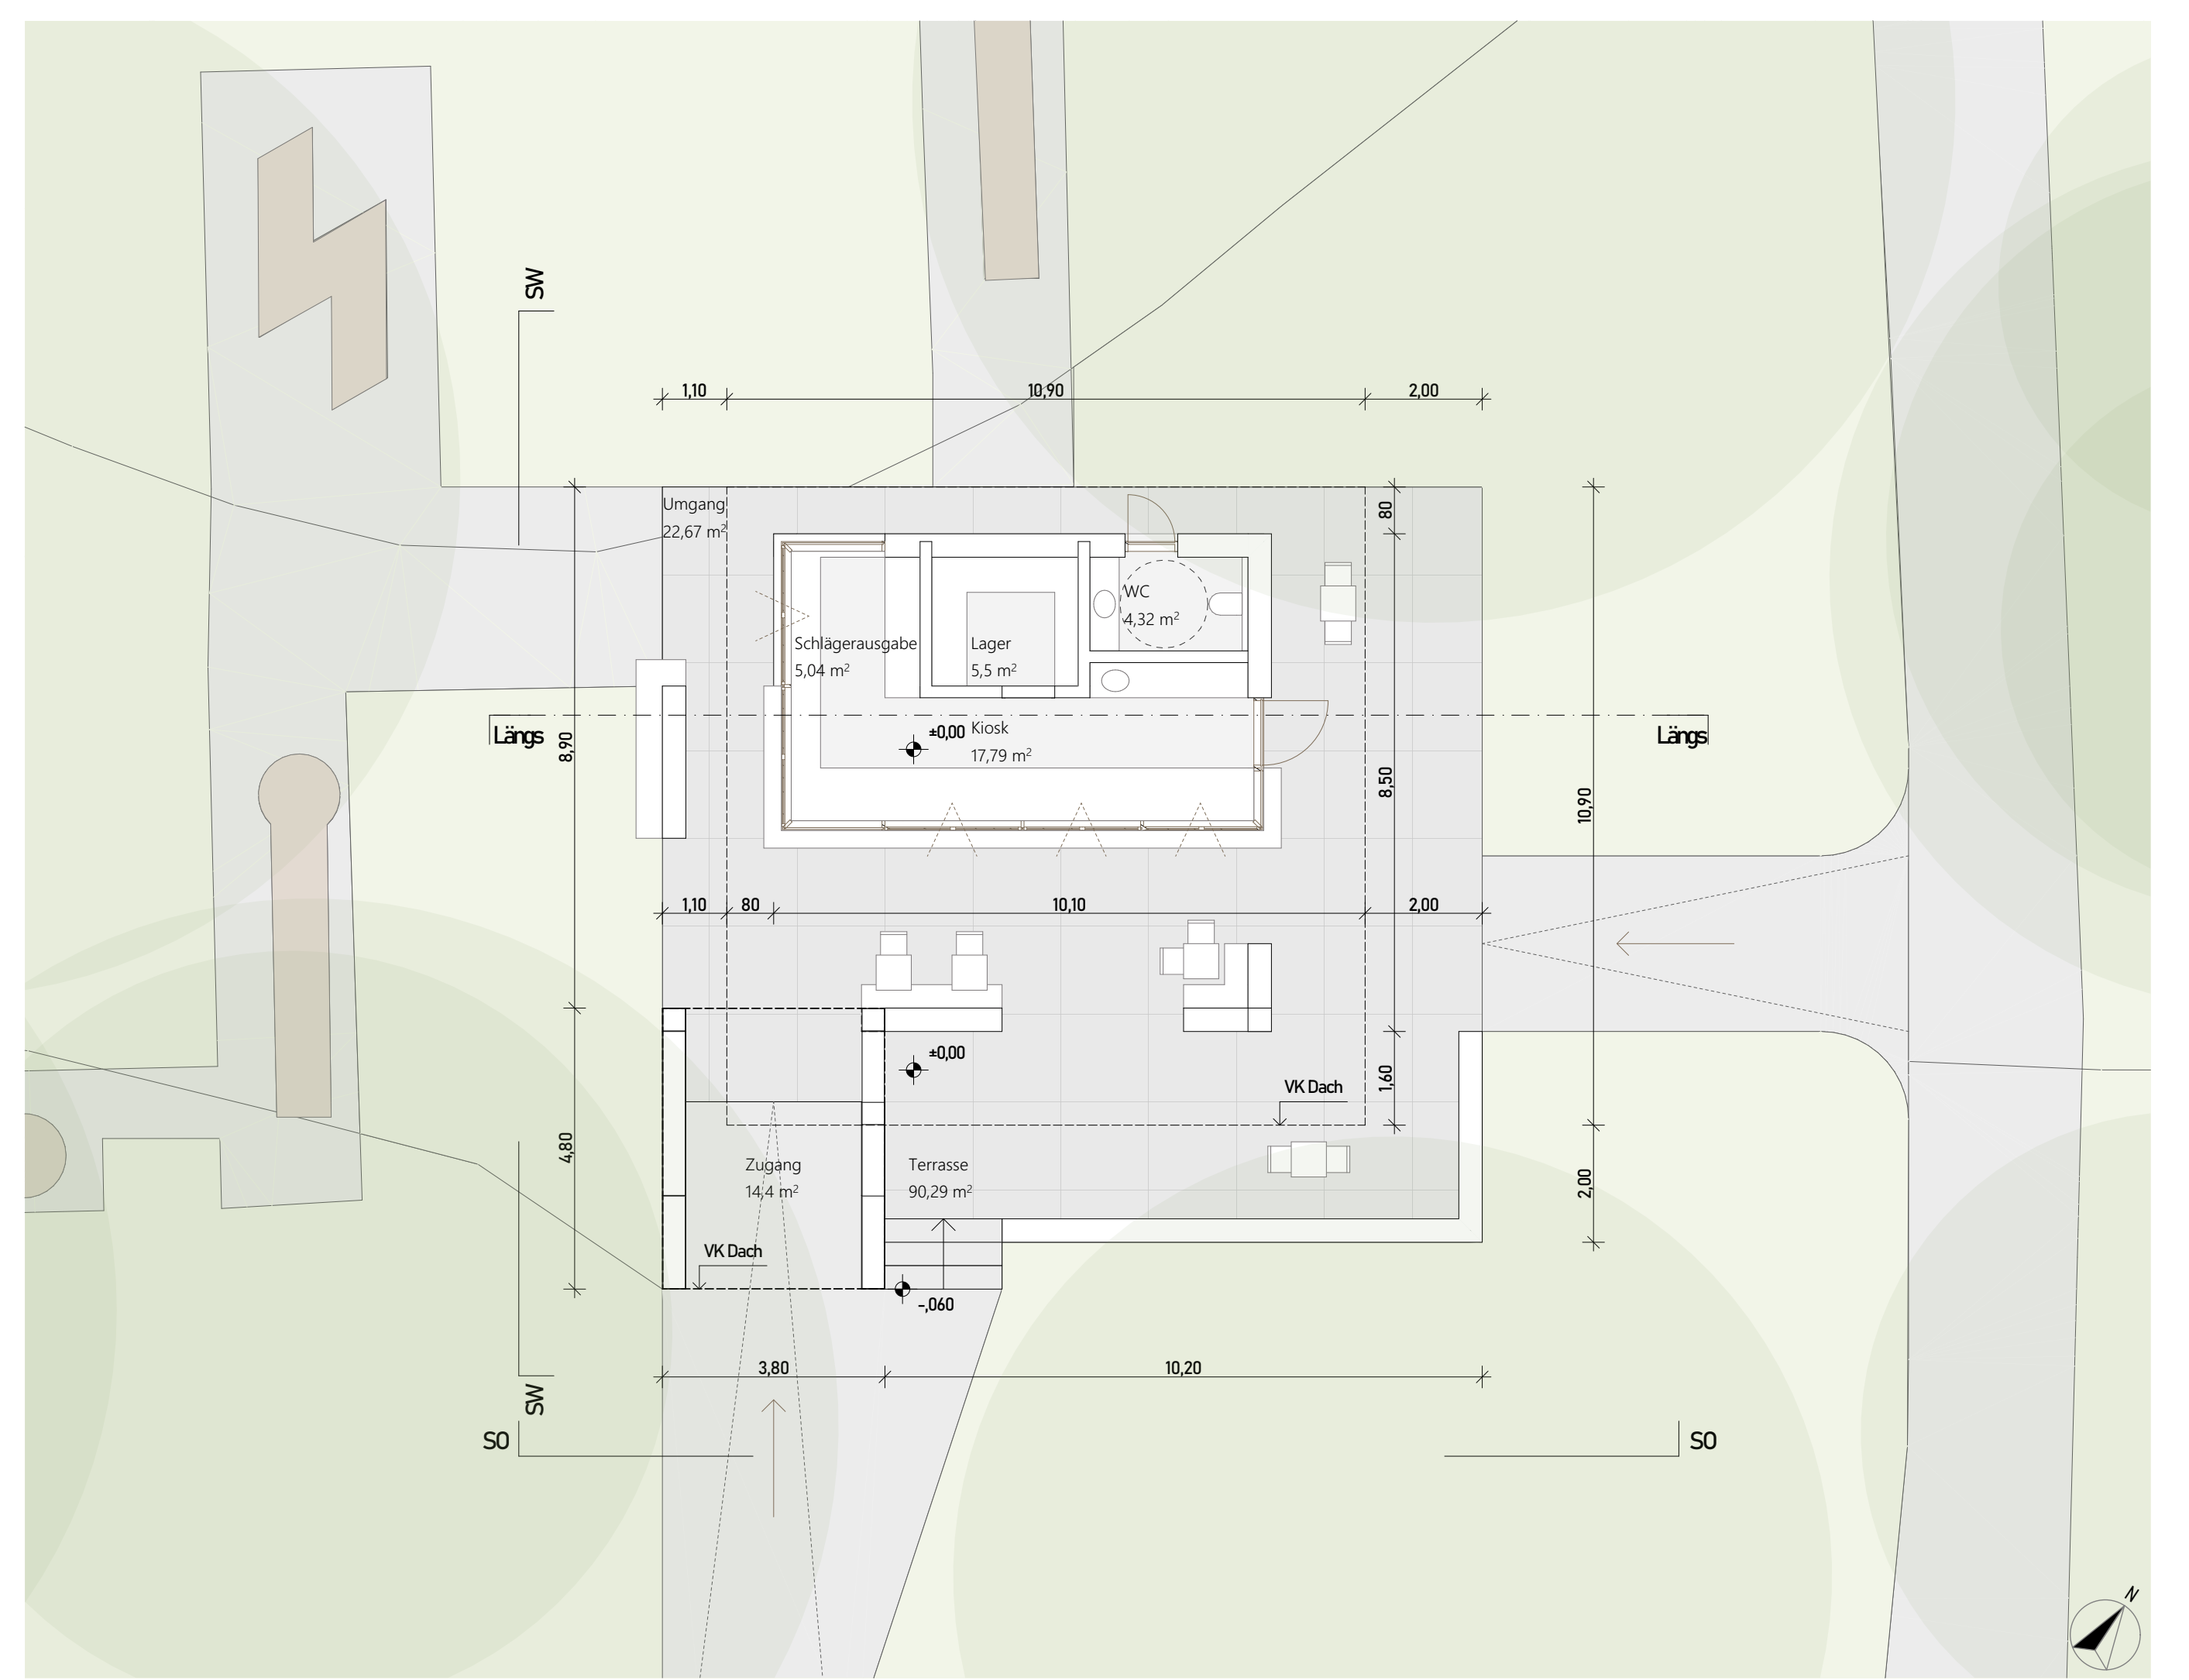 SW
1,10
10,90
2,00
Umgang
22,67 m²
80
WC
4,32 m²
Schlägerausgabe
5,04 m²
Lager
5,5 m²
Längs
Längs
8,90
±0,00
Kiosk
17,79 m²
8,50
10,90
1,10
80
10,10
2,00
±0,00
VK Dach
1,60
4,80
Zugang
14,4 m²
Terrasse
90,29 m²
2,00
VK Dach
-,060
3,80
10,20
SW
SO
SO
N